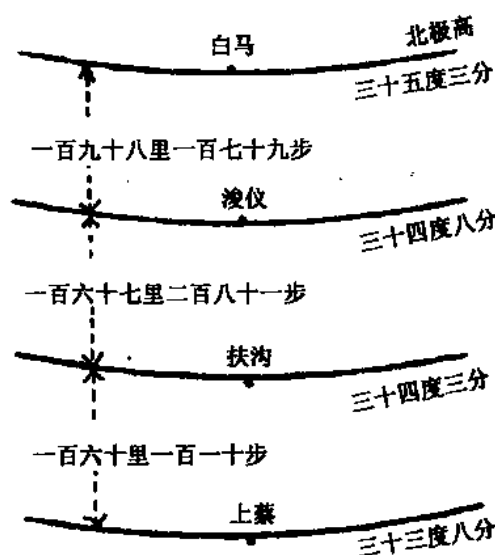 白马
北极高
三十五度三分
一百九十八里一百七十九步
浚仪
三十四度八分
一百六十七里二百八十一步
扶沟
三十四度三分
一百六十里一百一十步
上蔡
三十三度八分